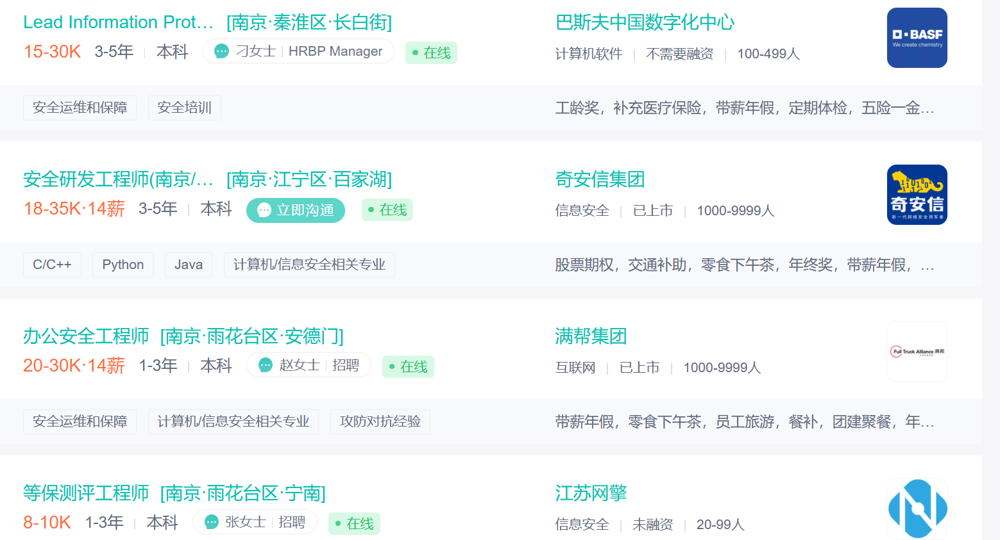 Lead Information Prot... [南京·秦淮区·长白街]
15-30K 3-5年 本科 刁女士 HRBP Manager 在线
巴斯夫中国数字化中心
计算机软件 不需要融资 100-499人
BASF
We create chemistry
安全运维和保障 安全培训
工龄奖，补充医疗保险，带薪年假，定期体检，五险一金...
安全研发工程师(南京/... [南京·江宁区·百家湖]
18-35K·14薪 3-5年 本科 立即沟通 在线
奇安信集团
信息安全 已上市 1000-9999人
奇安信
新一代网络安全领军者
C/C++ Python Java 计算机/信息安全相关专业
股票期权，交通补助，零食下午茶，年终奖，带薪年假，...
办公安全工程师 [南京·雨花台区·安德门]
20-30K·14薪 1-3年 本科 赵女士 招聘 在线
满帮集团
互联网 已上市 1000-9999人
Full Truck Alliance 满帮
安全运维和保障 计算机/信息安全相关专业 攻防对抗经验
带薪年假，零食下午茶，员工旅游，餐补，团建聚餐，年...
等保测评工程师 [南京·雨花台区·宁南]
8-10K 1-3年 本科 张女士 招聘 在线
江苏网擎
信息安全 未融资 20-99人